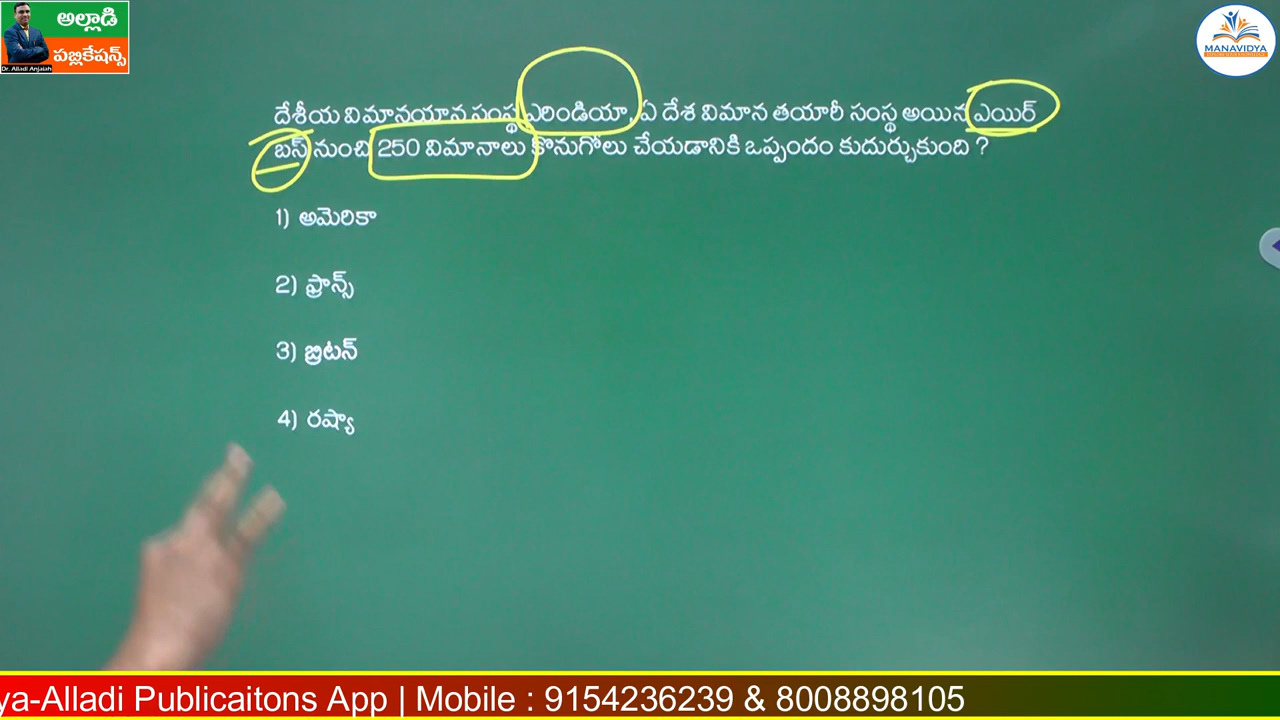 అల్లాడి
పబ్లికేషన్స్
Dr. Alladi Anjaiah
MANAVIDYA
దేశీయ విమానయాన సంస్థ ఎరిండియా, ఏ దేశ విమాన తయారీ సంస్థ అయిన ఎయిర్
బస్ నుంచి 250 విమానాలు కొనుగోలు చేయడానికి ఒప్పందం కుదుర్చుకుంది ?
1) అమెరికా
2) ఫ్రాన్స్
3) బ్రిటన్
4) రష్యా
ya-Alladi Publicaitons App | Mobile : 9154236239 & 8008898105